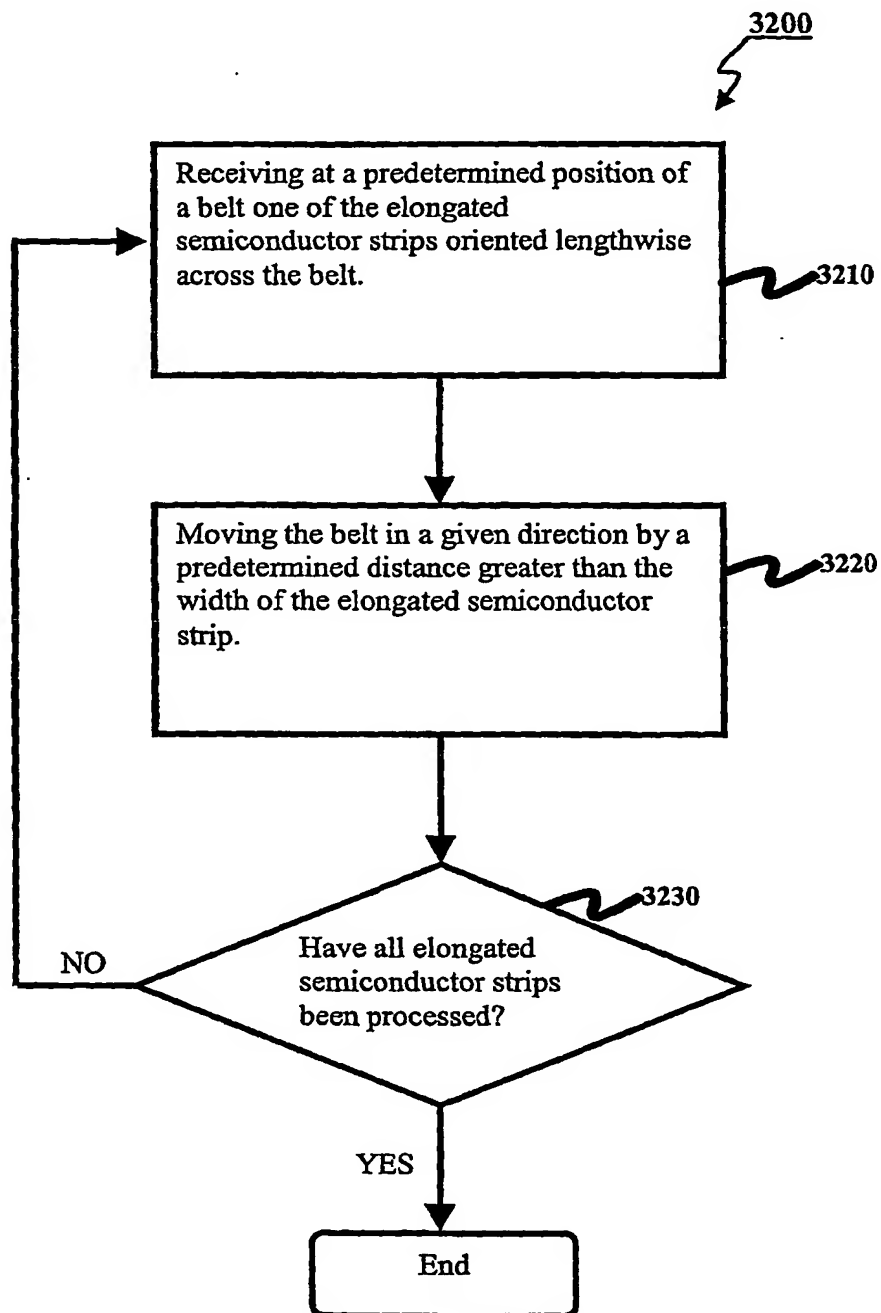 3200
Receiving at a predetermined position of
a belt one of the elongated
semiconductor strips oriented lengthwise
across the belt.
3210
Moving the belt in a given direction by a
predetermined distance greater than the
width of the elongated semiconductor
strip.
3220
3230
Have all elongated
semiconductor strips
been processed?
NO
YES
End